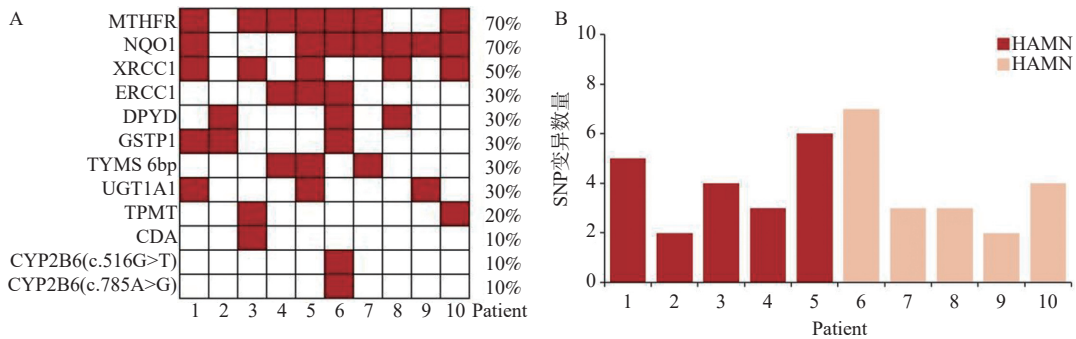 A
MTHFR 70%
NQO1 70%
XRCC1 50%
ERCC1 30%
DPYD 30%
GSTP1 30%
TYMS 6bp 30%
UGT1A1 30%
TPMT 20%
CDA 10%
CYP2B6(c.516G>T) 10%
CYP2B6(c.785A>G) 10%
1 2 3 4 5 6 7 8 9 10 Patient
B
HAMN
HAMN
SNP变异数量
10
8
6
4
2
0
1 2 3 4 5 6 7 8 9 10
Patient